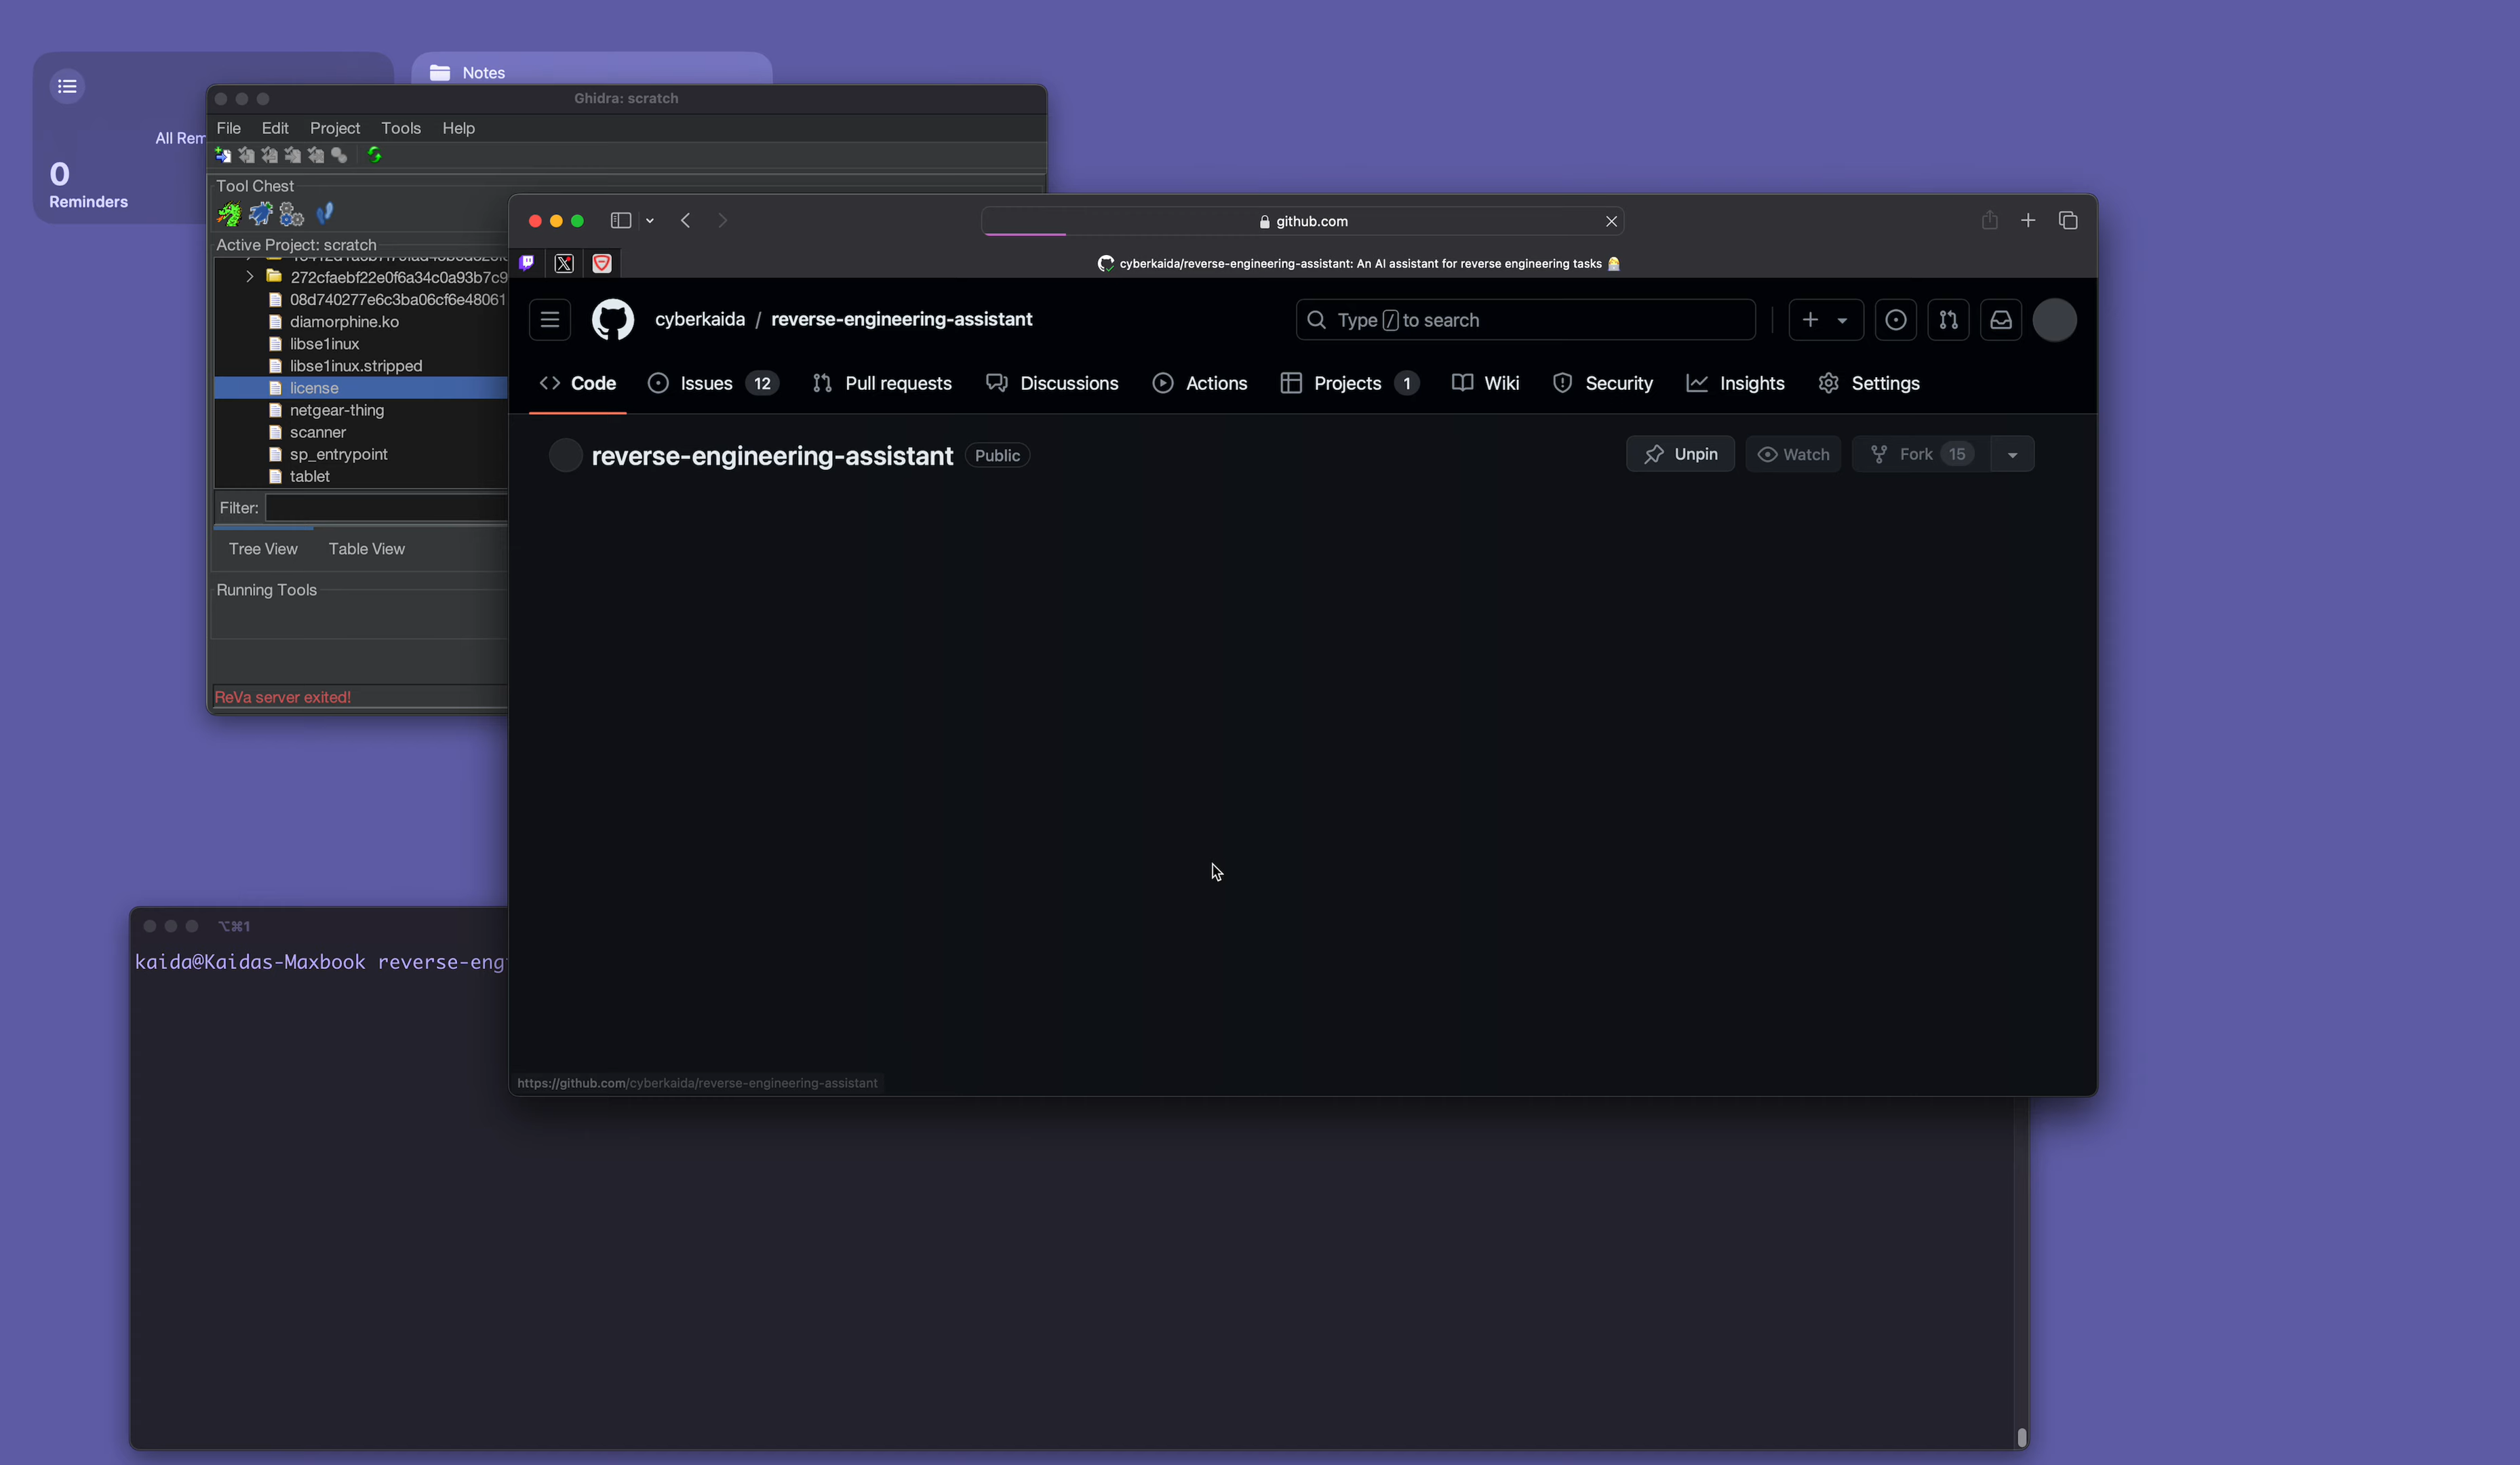 Notes
All Rem
0
Reminders
Ghidra: scratch
File Edit Project Tools Help
Tool Chest
Active Project: scratch
272cfaebf22e0f6a34c0a93b7c9
08d740277e6c3ba06cf6e48061
diamorphine.ko
libse1inux
libse1inux.stripped
license
netgear-thing
scanner
sp_entrypoint
tablet
Filter:
Tree View Table View
Running Tools
ReVa server exited!
github.com
cyberkaida/reverse-engineering-assistant: An AI assistant for reverse engineering tasks
cyberkaida / reverse-engineering-assistant
Type / to search
Code Issues 12 Pull requests Discussions Actions Projects 1 Wiki Security Insights Settings
reverse-engineering-assistant Public
Unpin Watch Fork 15
https://github.com/cyberkaida/reverse-engineering-assistant
⌥⌘1
kaida@Kaidas-Maxbook reverse-eng